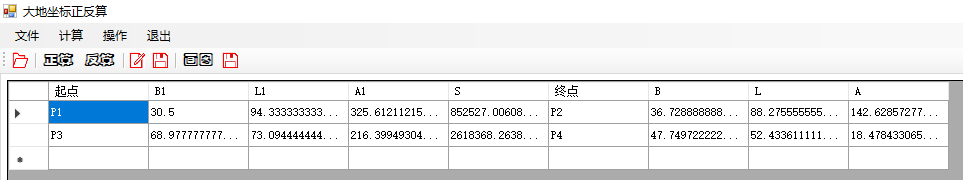 大地坐标正反算
文件 计算 操作 退出
正算 反算 画图
起点 B1 L1 A1 S 终点 B L A
P1 30.5 94.333333333... 325.61211215... 852527.00608... P2 36.728888888... 88.275555555... 142.62857277...
P3 68.977777777... 73.094444444... 216.39949304... 2618368.2638... P4 47.749722222... 52.433611111... 18.478433065...